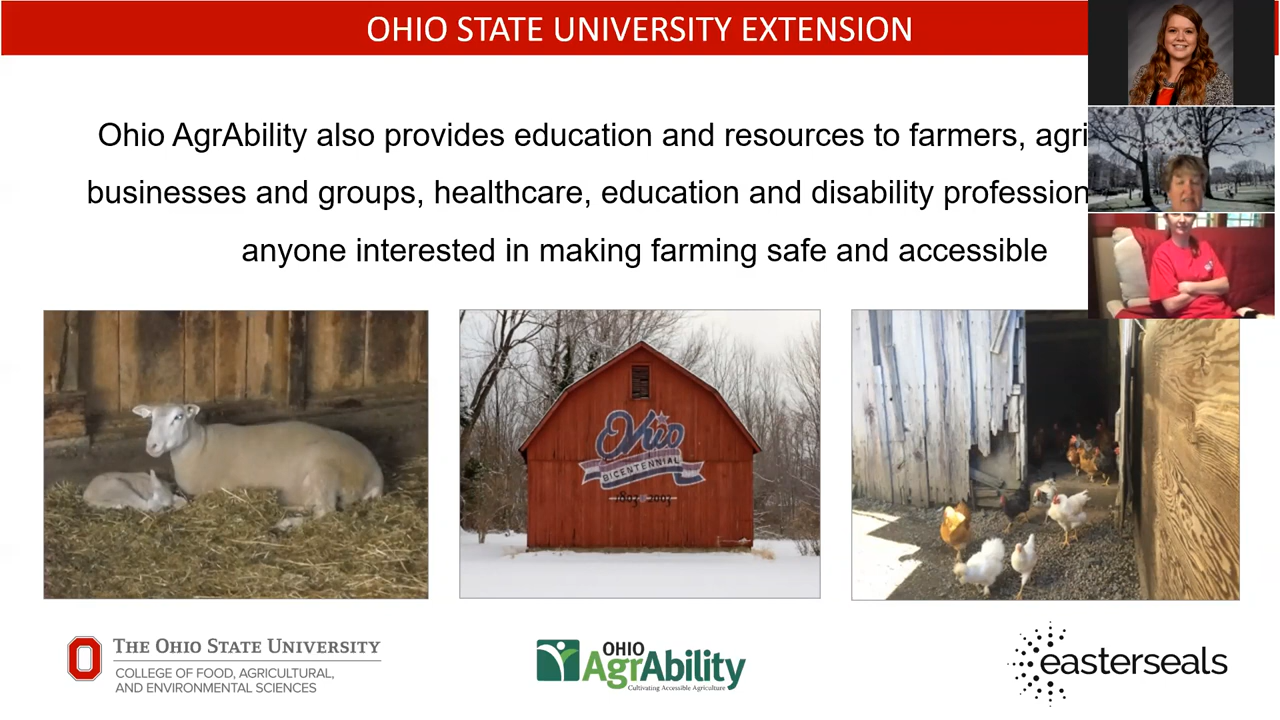 OHIO STATE UNIVERSITY EXTENSION
Ohio AgrAbility also provides education and resources to farmers, agri
businesses and groups, healthcare, education and disability profession
anyone interested in making farming safe and accessible
Ohio
BICENTENNIAL
1803 2003
THE OHIO STATE UNIVERSITY
COLLEGE OF FOOD, AGRICULTURAL,
AND ENVIRONMENTAL SCIENCES
OHIO
AgrAbility
Cultivating Accessible Agriculture
easterseals